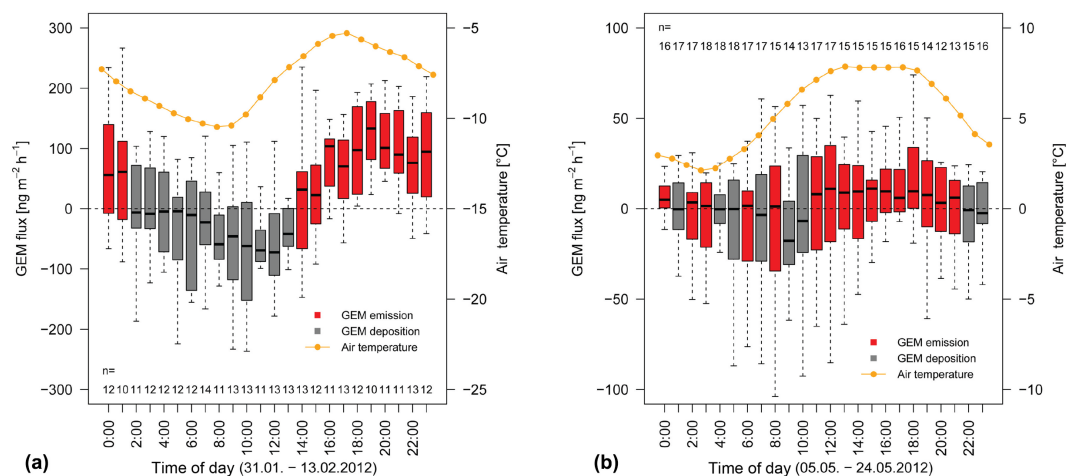 300
200
100
0
−100
−200
−300
GEM flux [ng m⁻² h⁻¹]
−5
−10
−15
−20
−25
Air temperature [°C]
GEM emission
GEM deposition
Air temperature
n=
12 10 11 12 12 12 12 14 11 13 13 11 13 11 13 12 11 13 10 11 11 13 12
0:00 2:00 4:00 6:00 8:00 10:00 12:00 14:00 16:00 18:00 20:00 22:00
(a)
Time of day (31.01. − 13.02.2012)
n=
16 17 17 18 18 18 17 17 15 14 13 17 17 15 15 15 16 15 14 12 13 15 16
100
50
0
−50
−100
GEM flux [ng m⁻² h⁻¹]
10
5
0
−5
−10
Air temperature [°C]
GEM emission
GEM deposition
Air temperature
0:00 2:00 4:00 6:00 8:00 10:00 12:00 14:00 16:00 18:00 20:00 22:00
(b)
Time of day (05.05. − 24.05.2012)